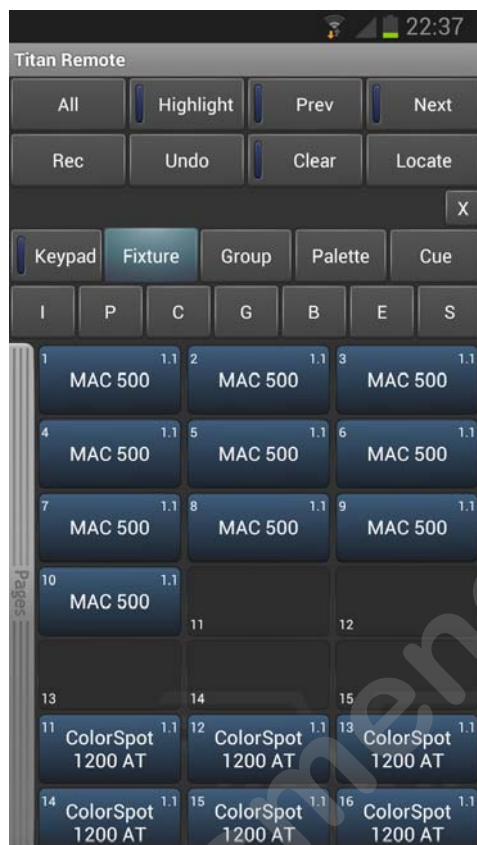 22:37
Titan Remote
All Highlight Prev Next
Rec Undo Clear Locate
X
Keypad Fixture Group Palette Cue
I P C G B E S
1 1.1 2 1.1 3 1.1
MAC 500 MAC 500 MAC 500
4 1.1 5 1.1 6 1.1
MAC 500 MAC 500 MAC 500
7 1.1 8 1.1 9 1.1
MAC 500 MAC 500 MAC 500
10 1.1
MAC 500
11 12
Pages
13 14 15
11 1.1 12 1.1 13 1.1
ColorSpot ColorSpot ColorSpot
1200 AT 1200 AT 1200 AT
14 1.1 15 1.1 16 1.1
ColorSpot ColorSpot ColorSpot
1200 AT 1200 AT 1200 AT